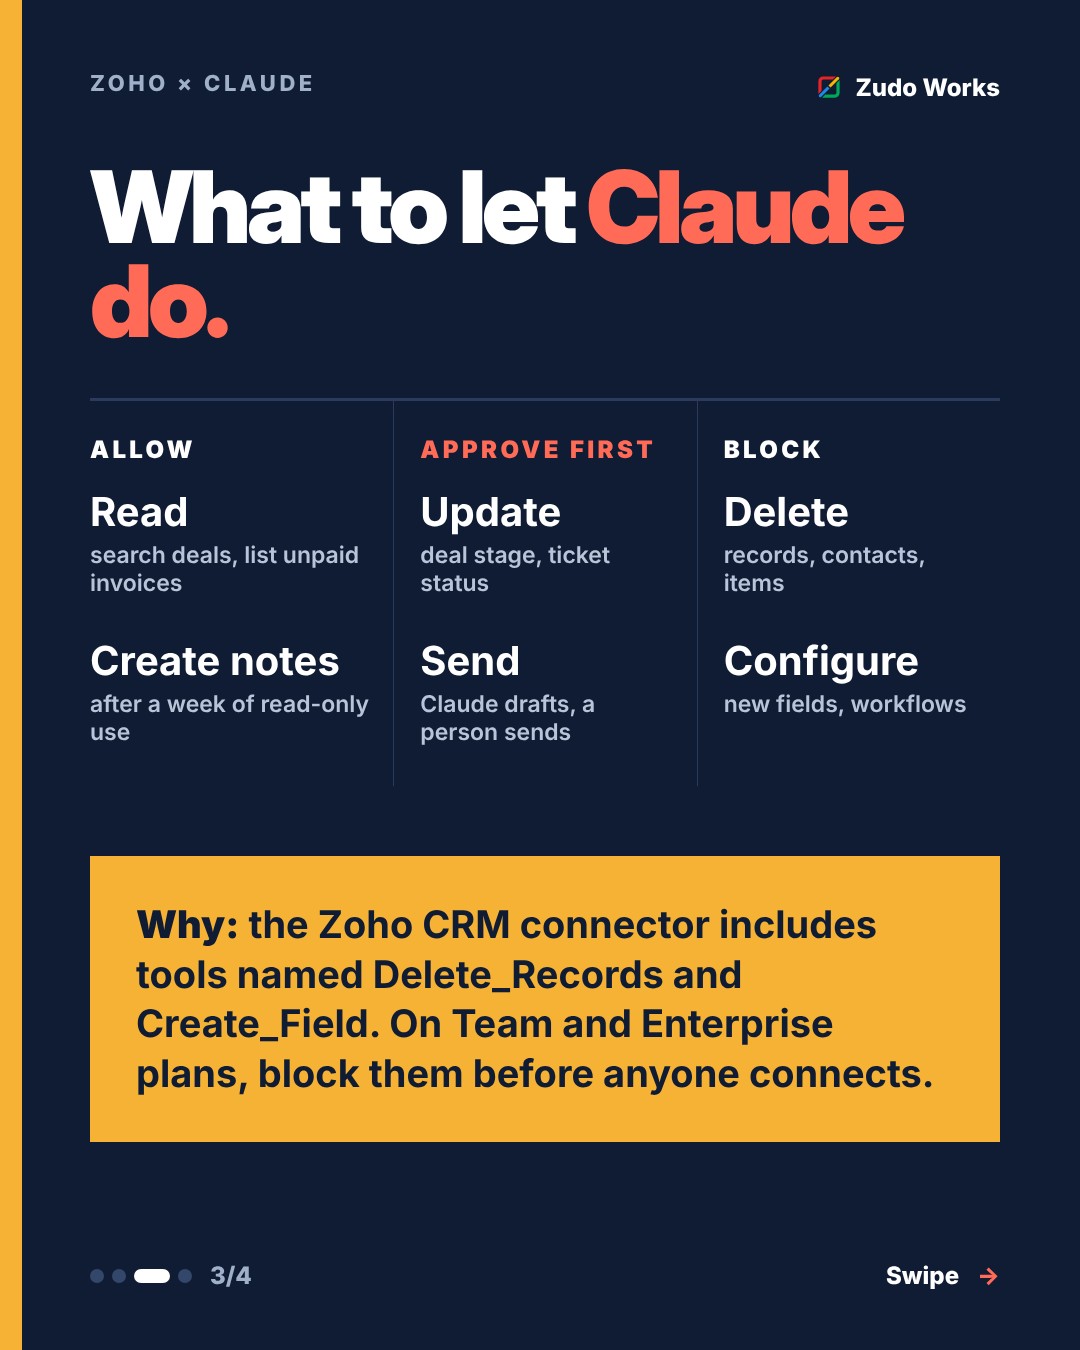 ZOHO × CLAUDE
Zudo Works
What to let Claude
do.
ALLOW
Read
search deals, list unpaid
invoices
Create notes
after a week of read-only
use
APPROVE FIRST
Update
deal stage, ticket
status
Send
Claude drafts, a
person sends
BLOCK
Delete
records, contacts,
items
Configure
new fields, workflows
Why: the Zoho CRM connector includes
tools named Delete_Records and
Create_Field. On Team and Enterprise
plans, block them before anyone connects.
3/4
Swipe →